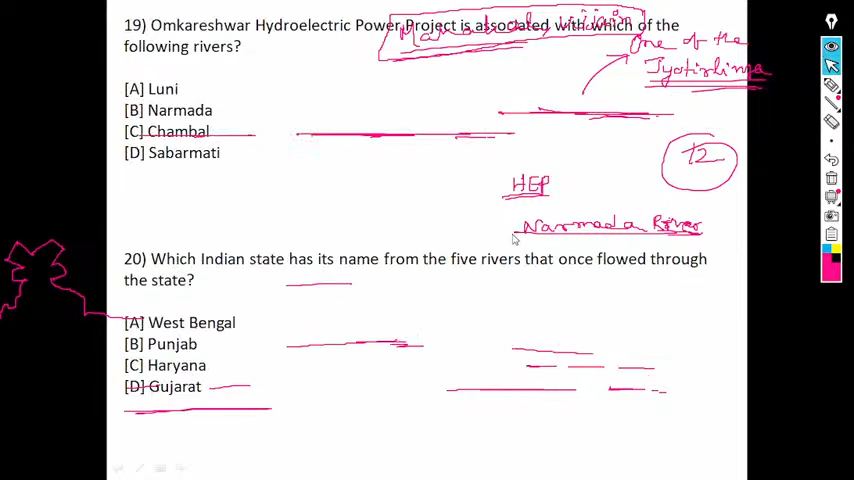 19) Omkareshwar Hydroelectric Power Project is associated with which of the
following rivers?
[A] Luni
[B] Narmada
[C] Chambal
[D] Sabarmati
One of the
Jyotirlinga
12
HEP
Narmada River
20) Which Indian state has its name from the five rivers that once flowed through
the state?
[A] West Bengal
[B] Punjab
[C] Haryana
[D] Gujarat